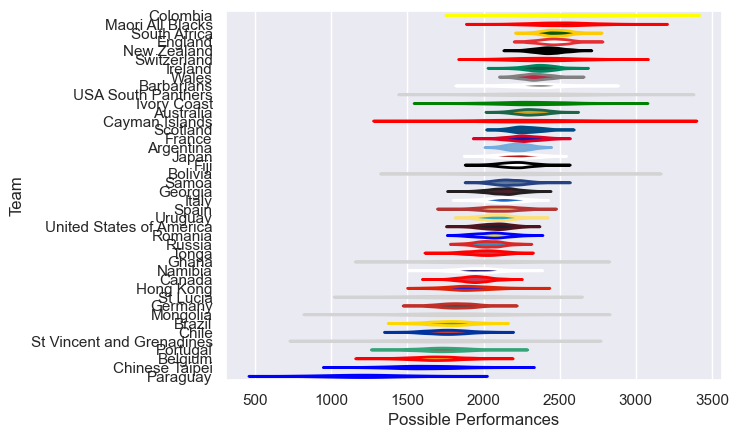 Colombia
Maori All Blacks
South Africa
England
New Zealand
Switzerland
Ireland
Wales
Barbarians
USA South Panthers
Ivory Coast
Australia
Cayman Islands
Scotland
France
Argentina
Japan
Fiji
Bolivia
Samoa
Georgia
Italy
Spain
Uruguay
United States of America
Romania
Russia
Tonga
Ghana
Namibia
Canada
Hong Kong
St Lucia
Germany
Mongolia
Brazil
Chile
St Vincent and Grenadines
Portugal
Belgium
Chinese Taipei
Paraguay
Team
500 1000 1500 2000 2500 3000 3500
Possible Performances